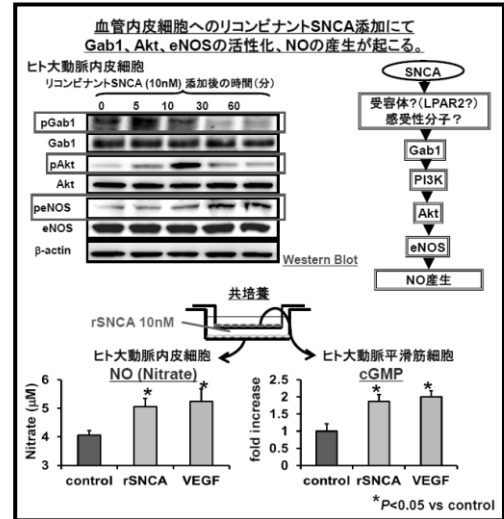 血管内皮細胞へのリコンビナントSNCA添加にて
Gab1、Akt、eNOSの活性化、NOの産生が起こる。
ヒト大動脈内皮細胞
リコンビナントSNCA (10nM) 添加後の時間(分)
0 5 10 30 60
pGab1
Gab1
pAkt
Akt
peNOS
eNOS
β-actin
Western Blot
SNCA
受容体?(LPAR2?)
感受性分子?
Gab1
PI3K
Akt
eNOS
NO産生
共培養
rSNCA 10nM
ヒト大動脈内皮細胞
NO (Nitrate)
Nitrate (μM)
6
5
4
3
control rSNCA VEGF
* *
ヒト大動脈平滑筋細胞
cGMP
fold increase
2.5
2
1.5
1
0.5
0
control rSNCA VEGF
* *
*P<0.05 vs control